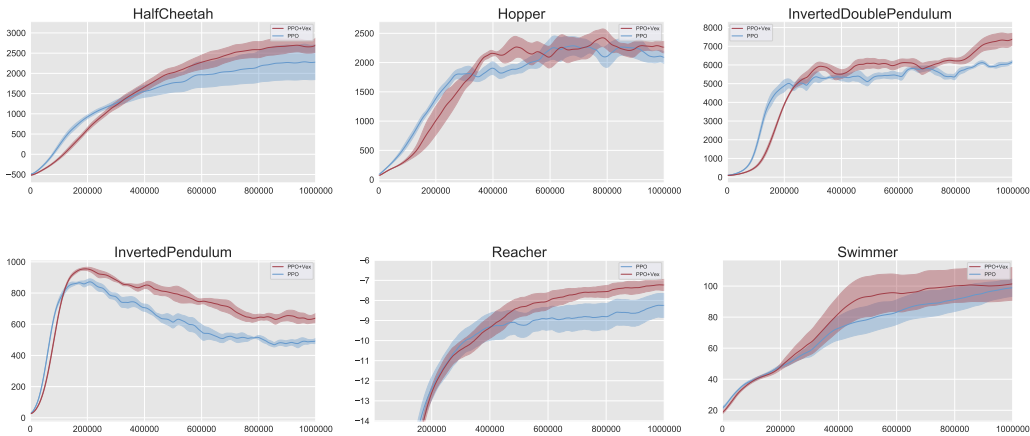 HalfCheetah
PPO+Vex
PPO
3000
2500
2000
1500
1000
500
0
−500
0 200000 400000 600000 800000 1000000
Hopper
PPO+Vex
PPO
2500
2000
1500
1000
500
0
0 200000 400000 600000 800000 1000000
InvertedDoublePendulum
PPO+Vex
PPO
8000
7000
6000
5000
4000
3000
2000
1000
0
0 200000 400000 600000 800000 1000000
InvertedPendulum
PPO+Vex
PPO
1000
800
600
400
200
0
0 200000 400000 600000 800000 1000000
Reacher
PPO
PPO+Vex
−6
−7
−8
−9
−10
−11
−12
−13
−14
200000 400000 600000 800000 1000000
Swimmer
PPO+Vex
PPO
100
80
60
40
20
0 200000 400000 600000 800000 1000000